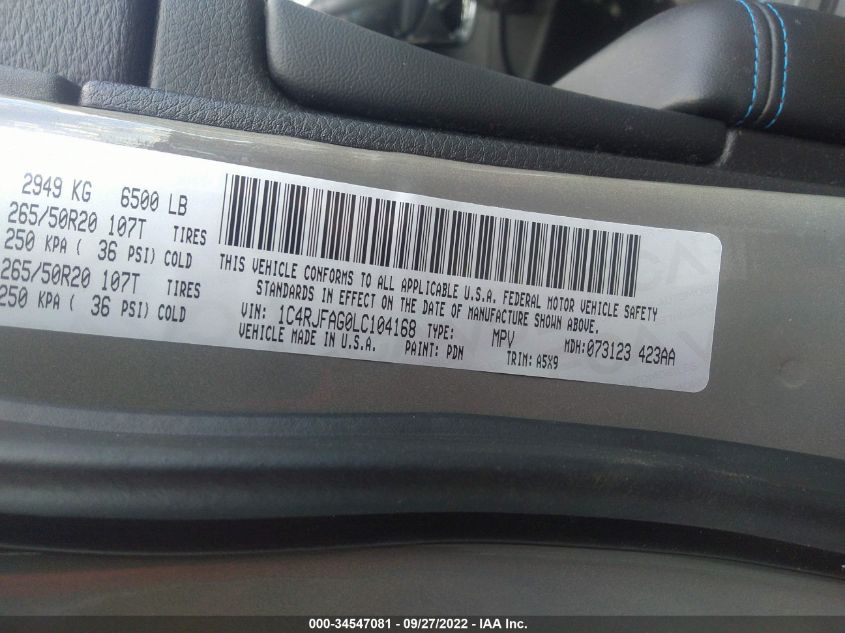 2949 KG 6500 LB
265/50R20 107T TIRES
250 KPA ( 36 PSI) COLD
265/50R20 107T TIRES
250 KPA ( 36 PSI) COLD
THIS VEHICLE CONFORMS TO ALL APPLICABLE U.S.A. FEDERAL MOTOR VEHICLE SAFETY
STANDARDS IN EFFECT ON THE DATE OF MANUFACTURE SHOWN ABOVE.
VIN: 1C4RJFAG0LC104168 TYPE: MPV MDH:073123 423AA
VEHICLE MADE IN U.S.A. PAINT: PDN TRIM: A5X9
000-34547081 - 09/27/2022 - IAA Inc.